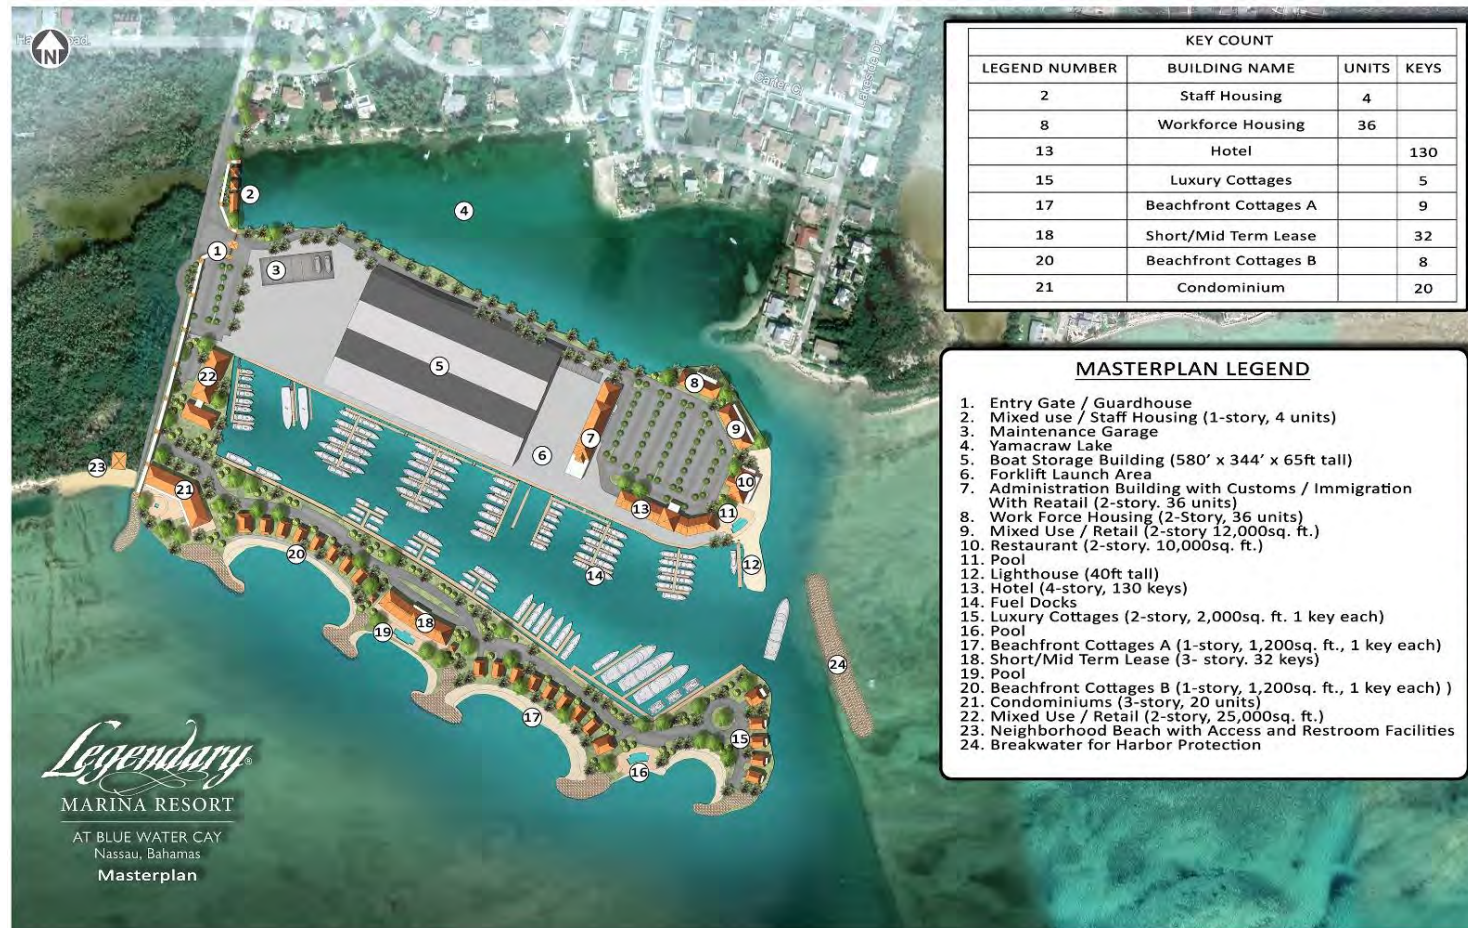 Ha
ad.
N
Carter C.
Lakeside Dr
KEY COUNT
LEGEND NUMBER BUILDING NAME UNITS KEYS
2 Staff Housing 4
8 Workforce Housing 36
13 Hotel 130
15 Luxury Cottages 5
17 Beachfront Cottages A 9
18 Short/Mid Term Lease 32
20 Beachfront Cottages B 8
21 Condominium 20
MASTERPLAN LEGEND
1. Entry Gate / Guardhouse
2. Mixed use / Staff Housing (1-story, 4 units)
3. Maintenance Garage
4. Yamacraw Lake
5. Boat Storage Building (580’ x 344’ x 65ft tall)
6. Forklift Launch Area
7. Administration Building with Customs / Immigration
With Reatail (2-story. 36 units)
8. Work Force Housing (2-Story, 36 units)
9. Mixed Use / Retail (2-story 12,000sq. ft.)
10. Restaurant (2-story. 10,000sq. ft.)
11. Pool
12. Lighthouse (40ft tall)
13. Hotel (4-story, 130 keys)
14. Fuel Docks
15. Luxury Cottages (2-story, 2,000sq. ft. 1 key each)
16. Pool
17. Beachfront Cottages A (1-story, 1,200sq. ft., 1 key each)
18. Short/Mid Term Lease (3- story. 32 keys)
19. Pool
20. Beachfront Cottages B (1-story, 1,200sq. ft., 1 key each) )
21. Condominiums (3-story, 20 units)
22. Mixed Use / Retail (2-story, 25,000sq. ft.)
23. Neighborhood Beach with Access and Restroom Facilities
24. Breakwater for Harbor Protection
2
4
1
3
5
22
8
9
7
6
23
10
21
13
11
20
12
14
19
18
24
17
15
16
Legendary®
MARINA RESORT
AT BLUE WATER CAY
Nassau, Bahamas
Masterplan